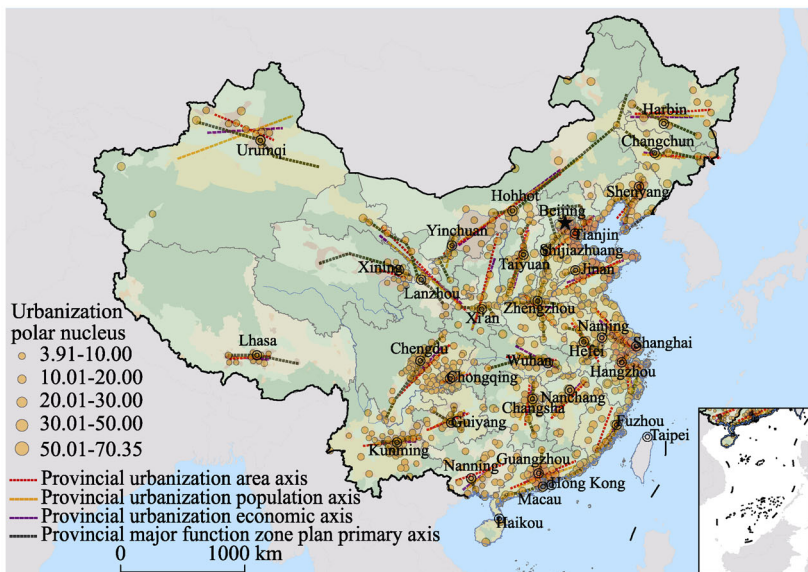 Harbin
Urumqi
Changchun
Hohhot
Shenyang
Beijing
Yinchuan
Tianjin
Shijiazhuang
Xining
Taiyuan
Jinan
Lanzhou
Zhengzhou
Xi'an
Urbanization
polar nucleus
Lhasa
Nanjing
Shanghai
3.91-10.00
Chengdu
Wuhan
Hefei
Hangzhou
10.01-20.00
Chongqing
20.01-30.00
Nanchang
Changsha
30.01-50.00
Guiyang
Fuzhou
Taipei
50.01-70.35
Kunming
Guangzhou
Nanning
Provincial urbanization area axis
Hong Kong
Provincial urbanization population axis
Macau
Provincial urbanization economic axis
Haikou
Provincial major function zone plan primary axis
0 1000 km